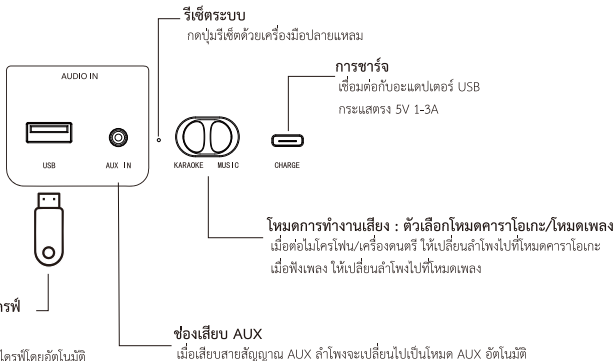 รีเซ็ตระบบ
กดปุ่มรีเซ็ตด้วยเครื่องมือปลายแหลม
การชาร์จ
เชื่อมต่อกับอะแดปเตอร์ USB
กระแสตรง 5V 1-3A
AUDIO IN
USB
AUX IN
KARAOKE
MUSIC
CHARGE
โหมดการทำงานเสียง : ตัวเลือกโหมดคาราโอเกะ/โหมดเพลง
เมื่อต่อไมโครโฟน/เครื่องดนตรี ให้เปลี่ยนลำโพงไปที่โหมดคาราโอเกะ
เมื่อฟังเพลง ให้เปลี่ยนลำโพงไปที่โหมดเพลง
ช่องเสียบ AUX
เมื่อเสียบสายสัญญาณ AUX ลำโพงจะเปลี่ยนไปเป็นโหมด AUX อัตโนมัติ
ไดรฟ์โดยอัตโนมัติ